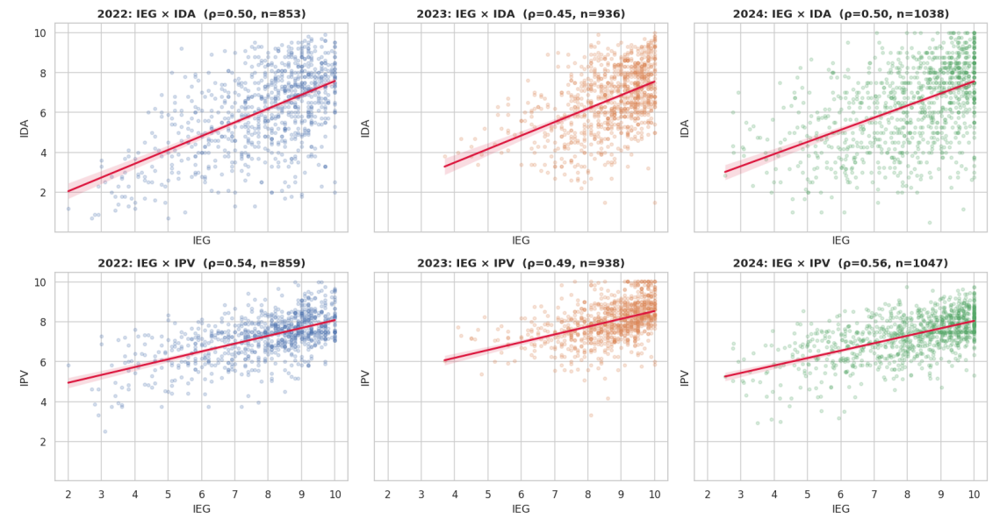 2022: IEG × IDA (ρ=0.50, n=853)
2023: IEG × IDA (ρ=0.45, n=936)
2024: IEG × IDA (ρ=0.50, n=1038)
10
8
6
4
2
IDA
IDA
IDA
IEG
IEG
IEG
2022: IEG × IPV (ρ=0.54, n=859)
2023: IEG × IPV (ρ=0.49, n=938)
2024: IEG × IPV (ρ=0.56, n=1047)
10
8
6
4
2
IPV
IPV
IPV
2 3 4 5 6 7 8 9 10
2 3 4 5 6 7 8 9 10
2 3 4 5 6 7 8 9 10
IEG
IEG
IEG